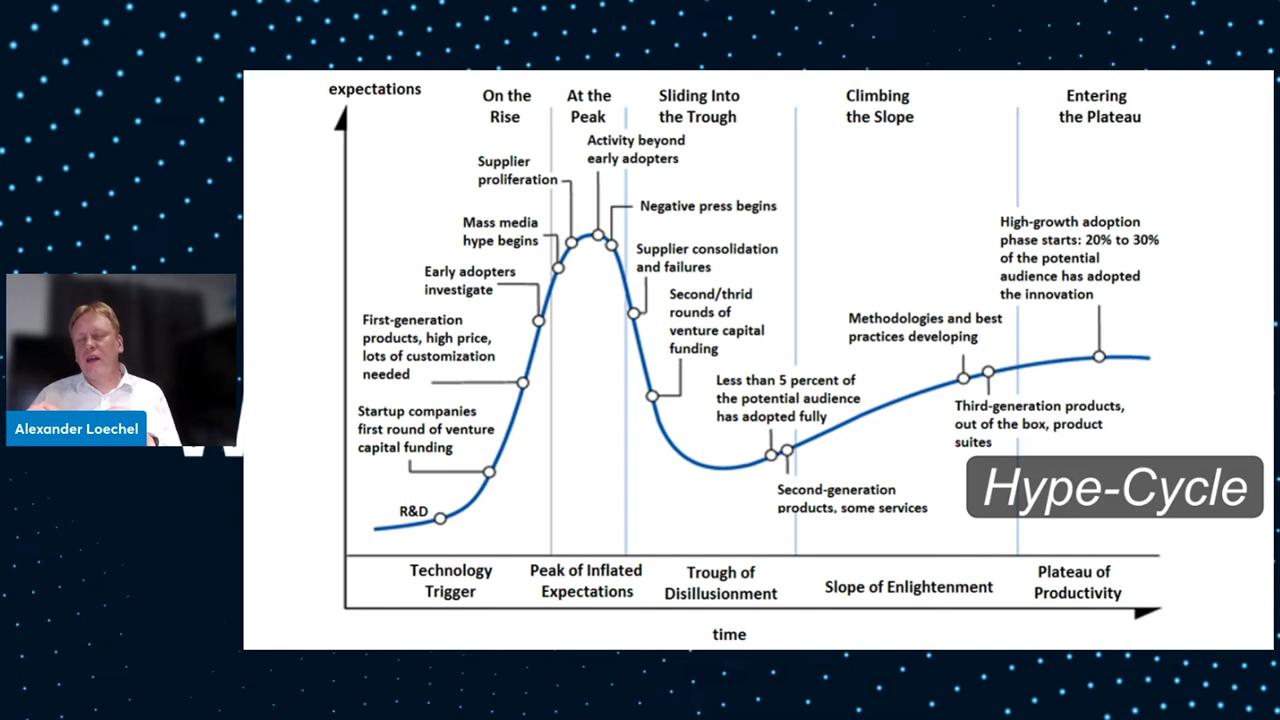 expectations
On the
Rise
At the
Peak
Sliding Into
the Trough
Climbing
the Slope
Entering
the Plateau
Activity beyond
early adopters
Supplier
proliferation
Negative press begins
Mass media
hype begins
Supplier consolidation
and failures
Early adopters
investigate
Second/thrid
rounds of
venture capital
funding
First-generation
products, high price,
lots of customization
needed
Startup companies
first round of venture
capital funding
R&D
Less than 5 percent of
the potential audience
has adopted fully
Second-generation
products, some services
Methodologies and best
practices developing
Third-generation products,
out of the box, product
suites
High-growth adoption
phase starts: 20% to 30%
of the potential
audience has adopted
the innovation
Hype-Cycle
Technology
Trigger
Peak of Inflated
Expectations
Trough of
Disillusionment
Slope of Enlightenment
Plateau of
Productivity
time
Alexander Loechel